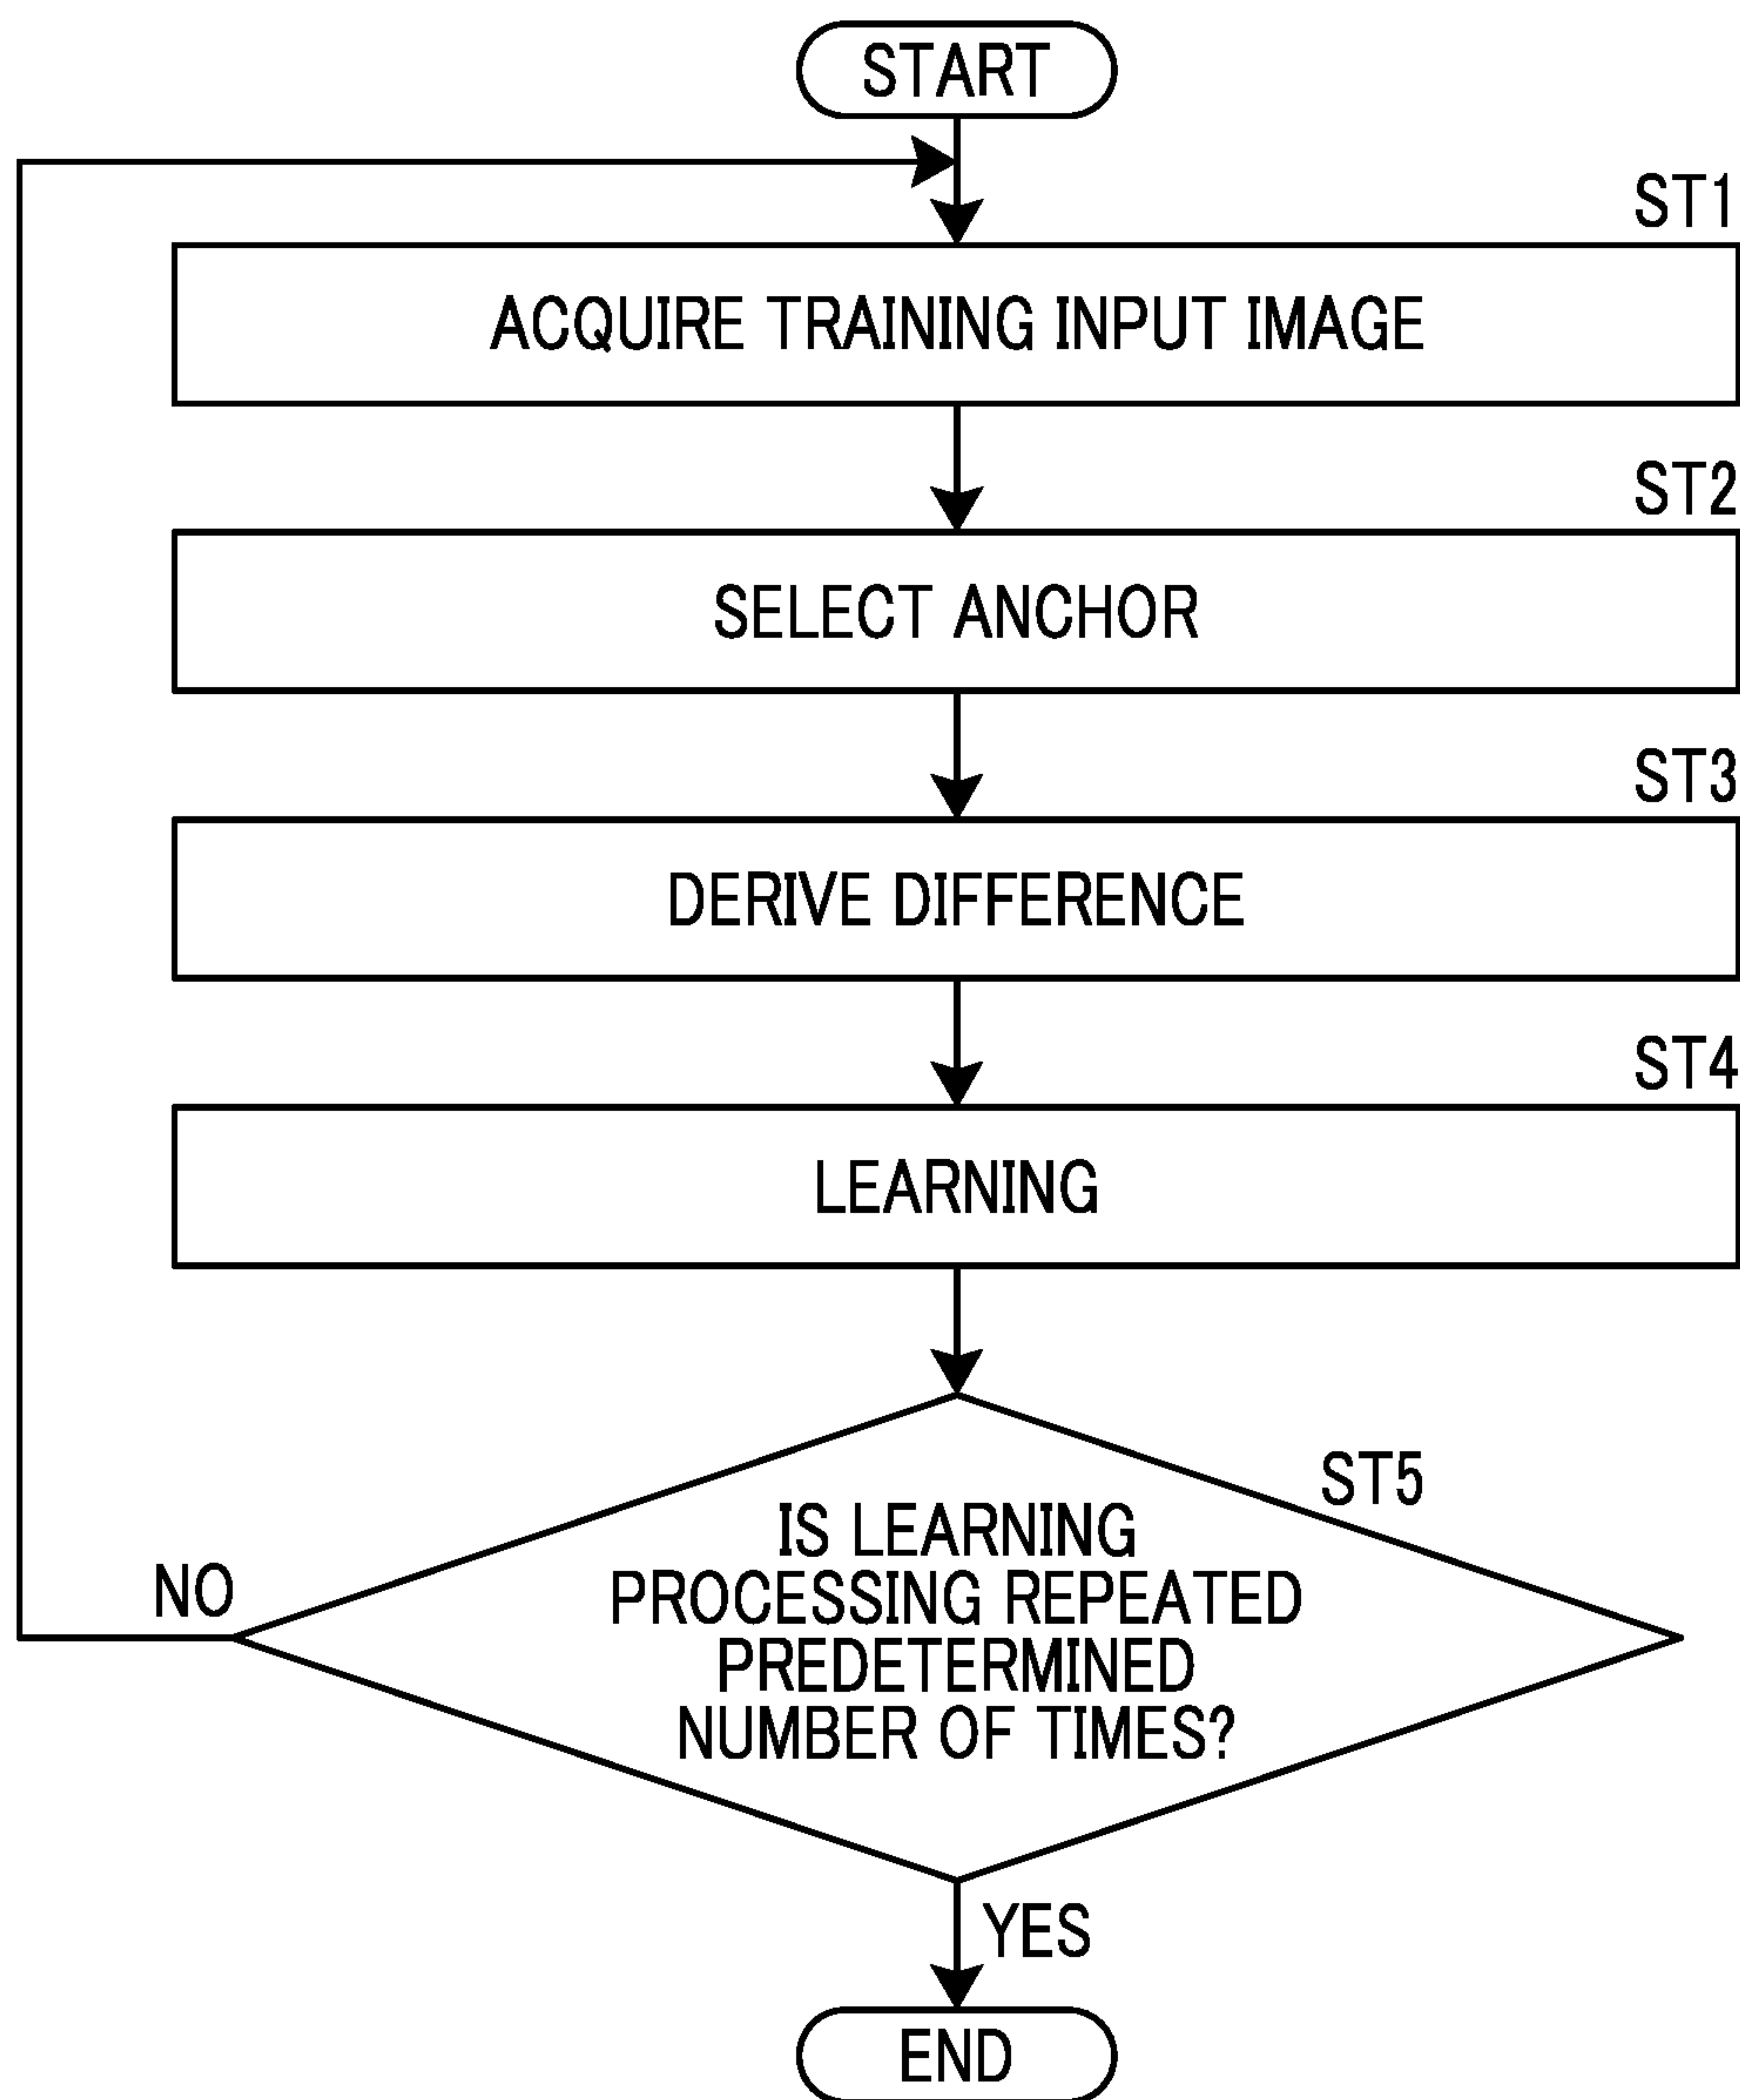 START
ST1
ACQUIRE TRAINING INPUT IMAGE
ST2
SELECT ANCHOR
ST3
DERIVE DIFFERENCE
ST4
LEARNING
ST5
IS LEARNING
PROCESSING REPEATED
PREDETERMINED
NUMBER OF TIMES?
NO
YES
END